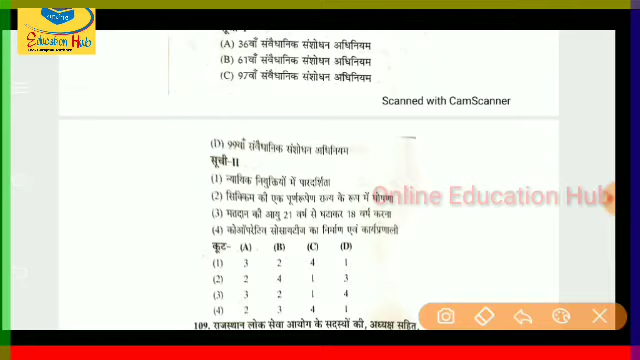 online
Education Hub
(A) 36वाँ संवैधानिक संशोधन अधिनियम
(B) 61वाँ संवैधानिक संशोधन अधिनियम
(C) 97वाँ संवैधानिक संशोधन अधिनियम
Scanned with CamScanner
(D) 99वाँ संवैधानिक संशोधन अधिनियम
सूची-II
(1) न्यायिक नियुक्तियों में पारदर्शिता
(2) सिक्किम की एक पूर्णरूपेण राज्य के रूप में घोषणा
Online Education Hub
(3) मतदान की आयु 21 वर्ष से घटाकर 18 वर्ष करना
(4) कोऑपरेटिव सोसायटीज का निर्माण एवं कार्यप्रणाली
कूट- (A) (B) (C) (D)
(1) 3 2 4 1
(2) 2 4 1 3
(3) 3 2 1 4
(4) 2 3 4 1
109. राजस्थान लोक सेवा आयोग के सदस्यों की, अध्यक्ष सहित,